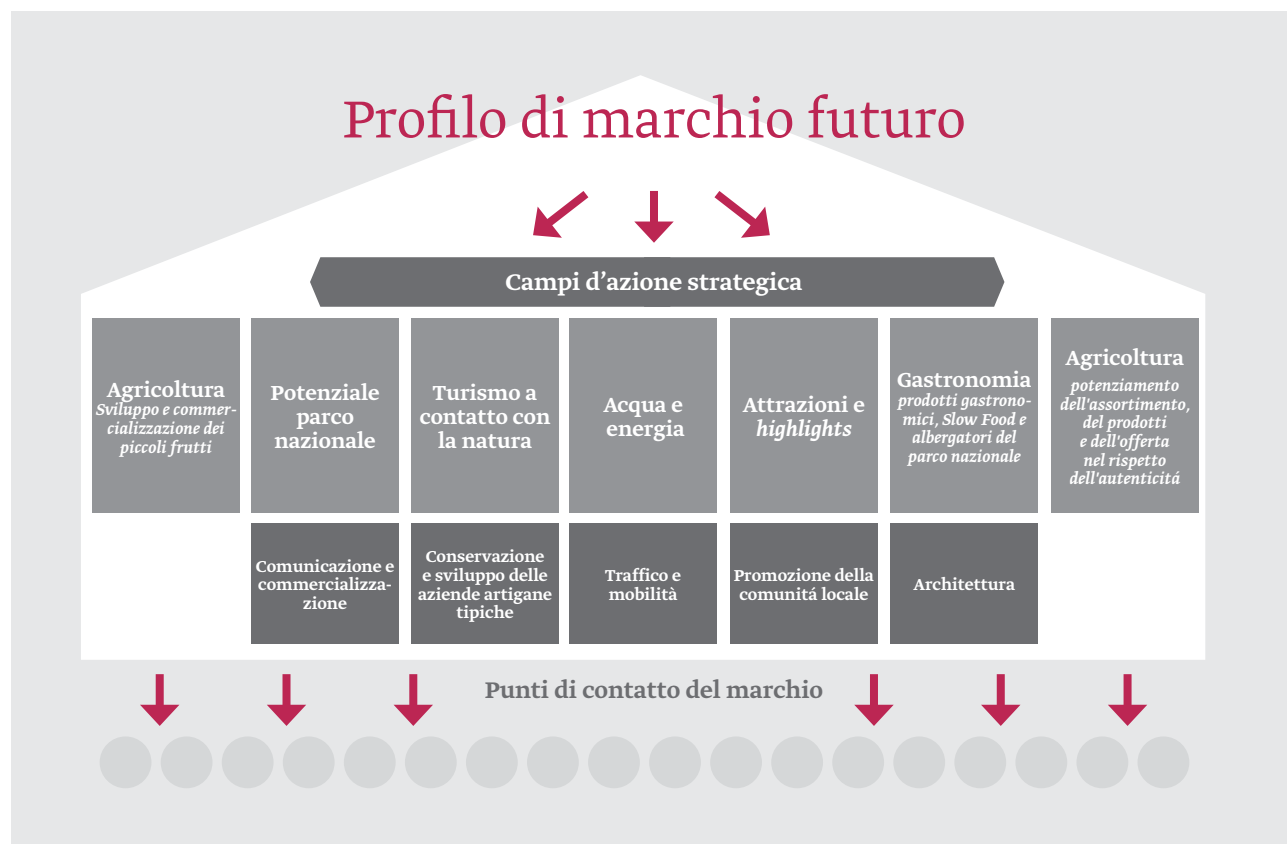 Profilo di marchio futuro
Campi d’azione strategica
Agricoltura
Sviluppo e commer-
cializzazione dei
piccoli frutti
Potenziale
parco
nazionale
Turismo a
contatto con
la natura
Acqua e
energia
Attrazioni e
highlights
Gastronomia
prodotti gastrono-
mici, Slow Food e
albergatori del
parco nazionale
Agricoltura
potenziamento
dell'assortimento,
del prodotti
e dell'offerta
nel rispetto
dell'autenticitá
Comunicazione e
commercializza-
zione
Conservazione
e sviluppo delle
aziende artigane
tipiche
Traffico e
mobilità
Promozione della
comunitá locale
Architettura
Punti di contatto del marchio